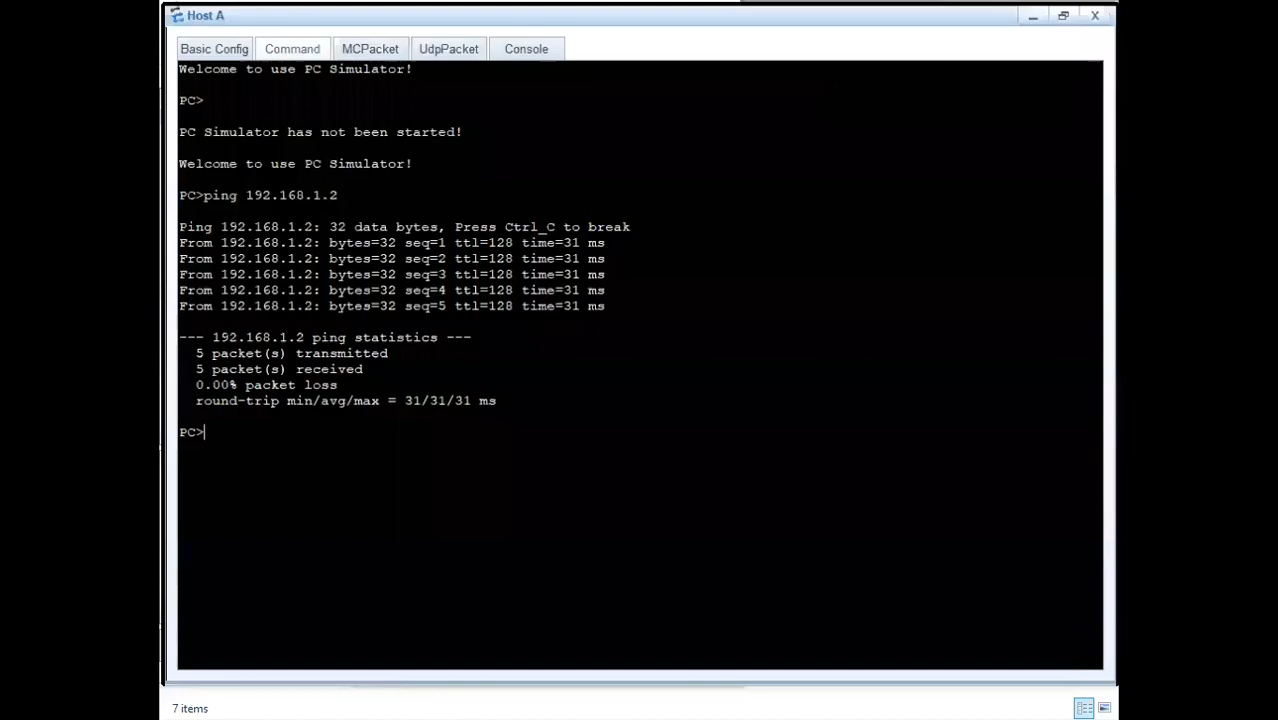 Host A
Basic Config Command MCPacket UdpPacket Console
Welcome to use PC Simulator!
PC>
PC Simulator has not been started!
Welcome to use PC Simulator!
PC>ping 192.168.1.2
Ping 192.168.1.2: 32 data bytes, Press Ctrl_C to break
From 192.168.1.2: bytes=32 seq=1 ttl=128 time=31 ms
From 192.168.1.2: bytes=32 seq=2 ttl=128 time=31 ms
From 192.168.1.2: bytes=32 seq=3 ttl=128 time=31 ms
From 192.168.1.2: bytes=32 seq=4 ttl=128 time=31 ms
From 192.168.1.2: bytes=32 seq=5 ttl=128 time=31 ms
--- 192.168.1.2 ping statistics ---
5 packet(s) transmitted
5 packet(s) received
0.00% packet loss
round-trip min/avg/max = 31/31/31 ms
PC>
7 items